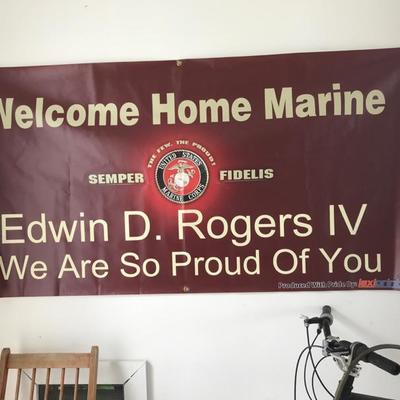 Welcome Home Marine
THE FEW. THE PROUD!
SEMPER FIDELIS
UNITED STATES
MARINE CORPS
Edwin D. Rogers IV
We Are So Proud Of You
Produced With Pride By: